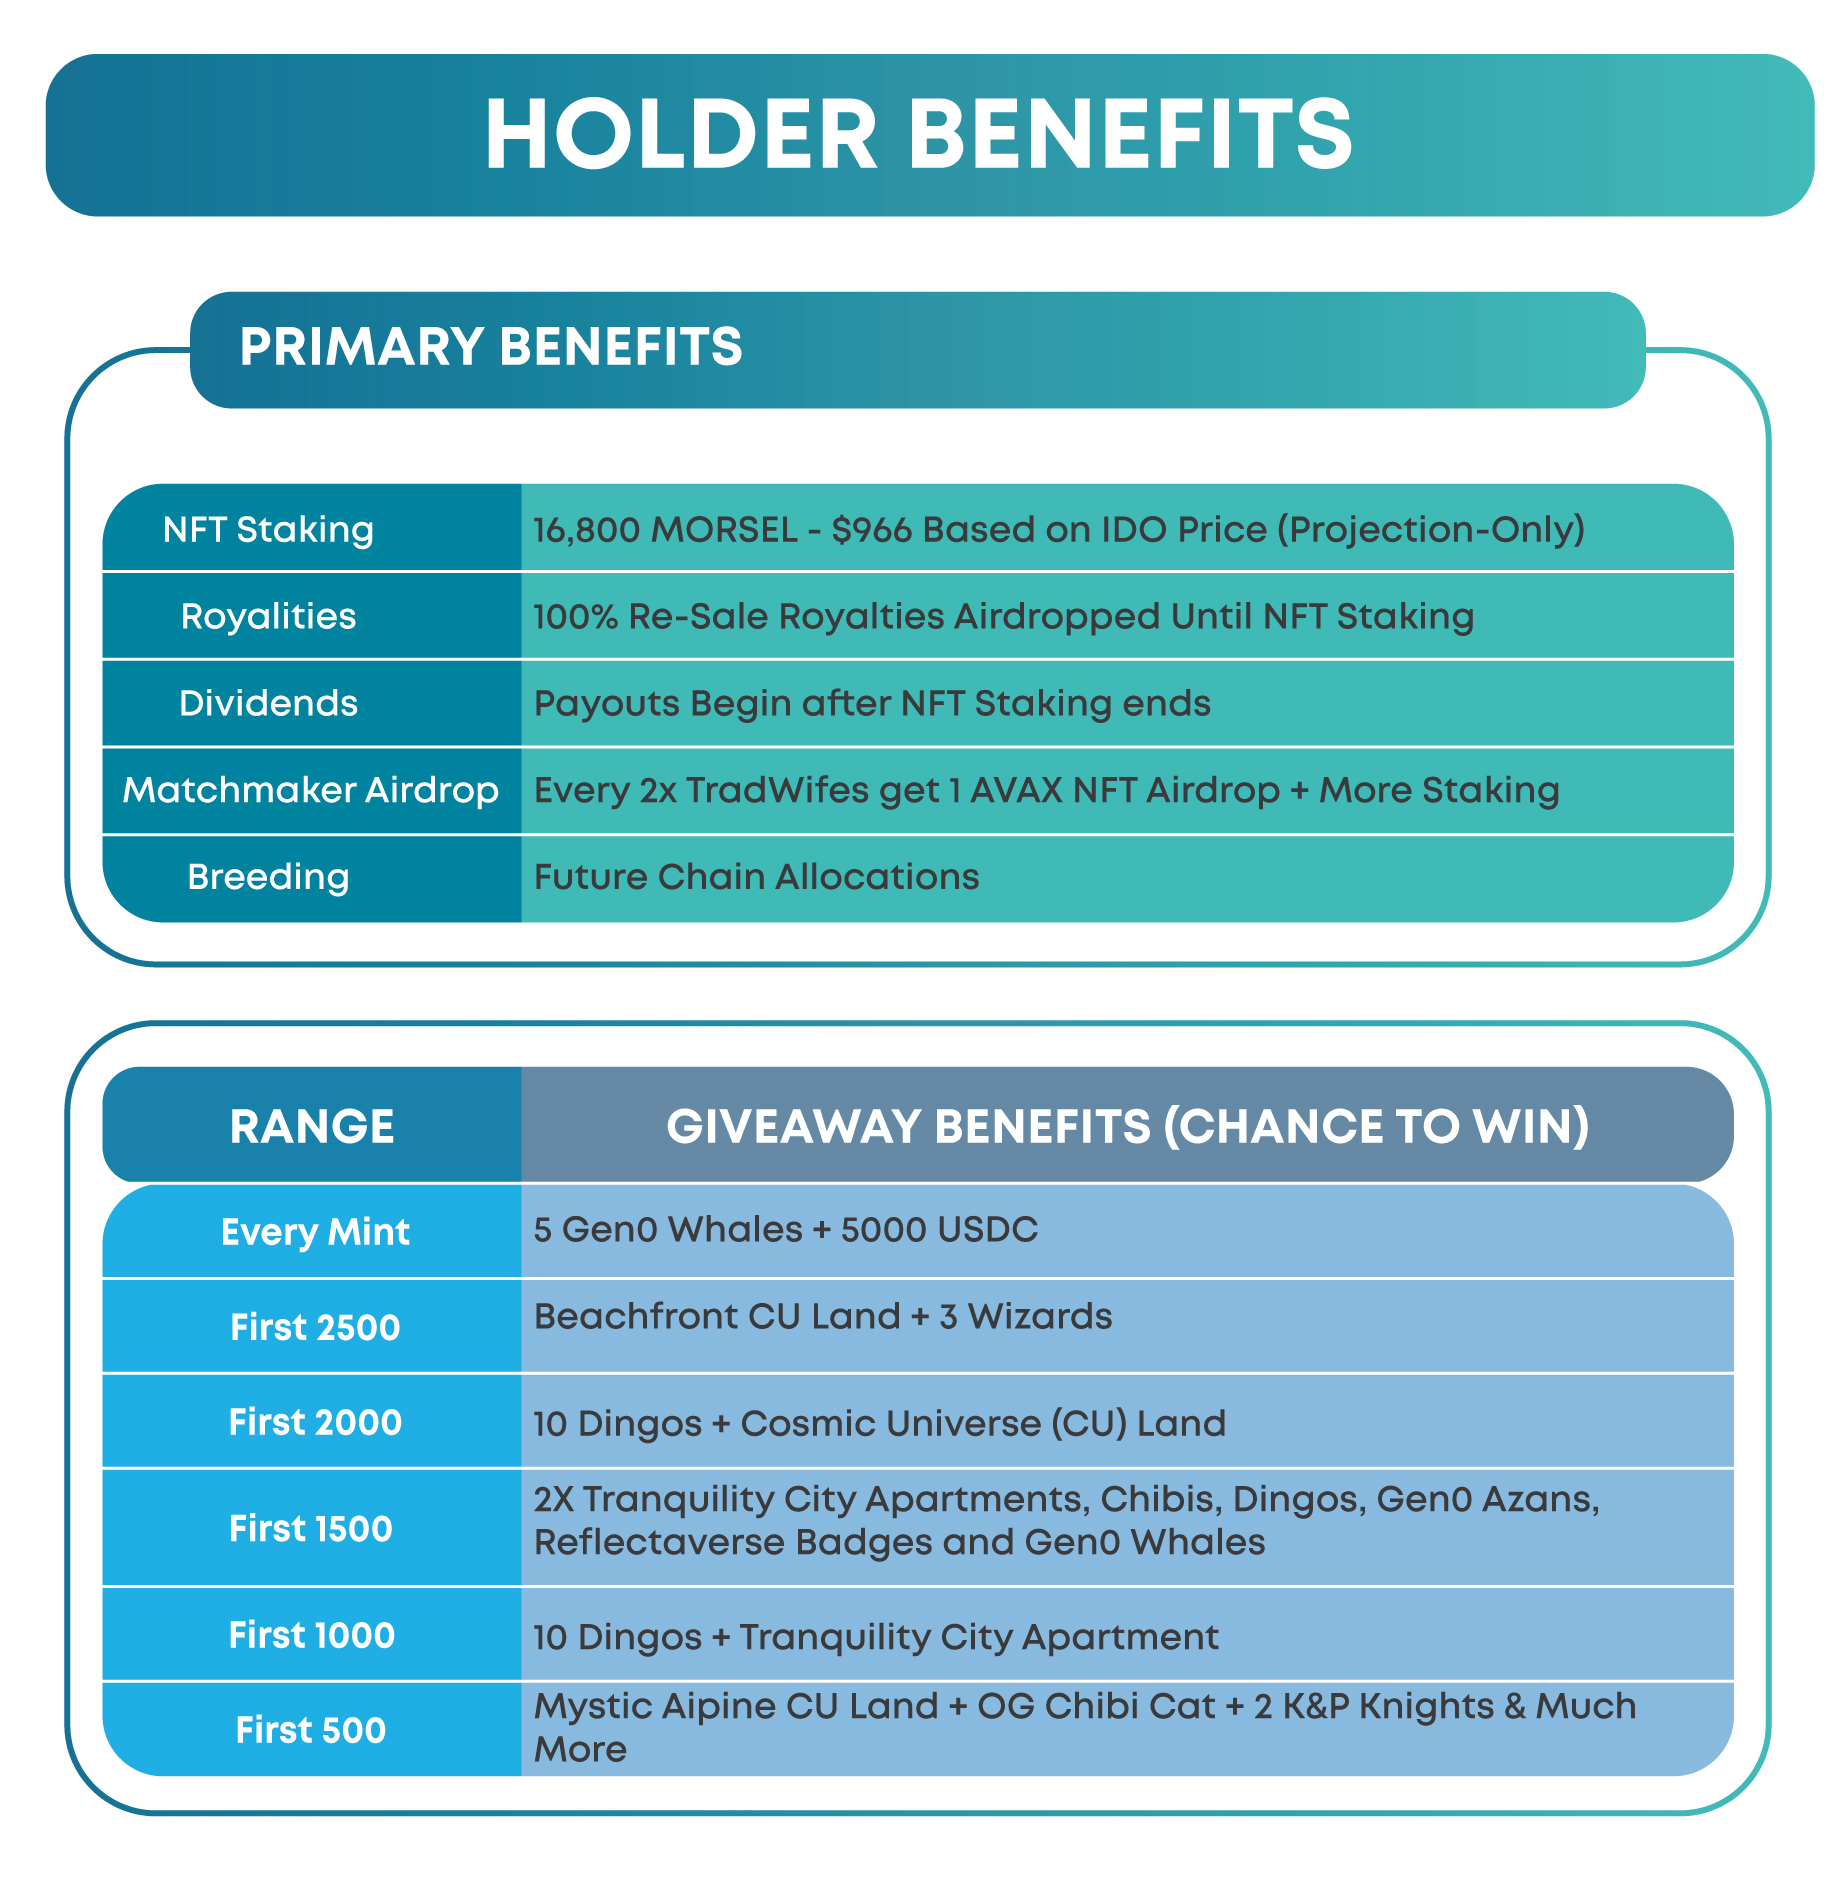 HOLDER BENEFITS
PRIMARY BENEFITS
NFT Staking
16,800 MORSEL - $966 Based on IDO Price (Projection-Only)
Royalities
100% Re-Sale Royalties Airdropped Until NFT Staking
Dividends
Payouts Begin after NFT Staking ends
Matchmaker Airdrop
Every 2x TradWifes get 1 AVAX NFT Airdrop + More Staking
Breeding
Future Chain Allocations
RANGE
GIVEAWAY BENEFITS (CHANCE TO WIN)
Every Mint
5 Gen0 Whales + 5000 USDC
First 2500
Beachfront CU Land + 3 Wizards
First 2000
10 Dingos + Cosmic Universe (CU) Land
First 1500
2X Tranquility City Apartments, Chibis, Dingos, Gen0 Azans,
Reflectaverse Badges and Gen0 Whales
First 1000
10 Dingos + Tranquility City Apartment
First 500
Mystic Aipine CU Land + OG Chibi Cat + 2 K&P Knights & Much
More